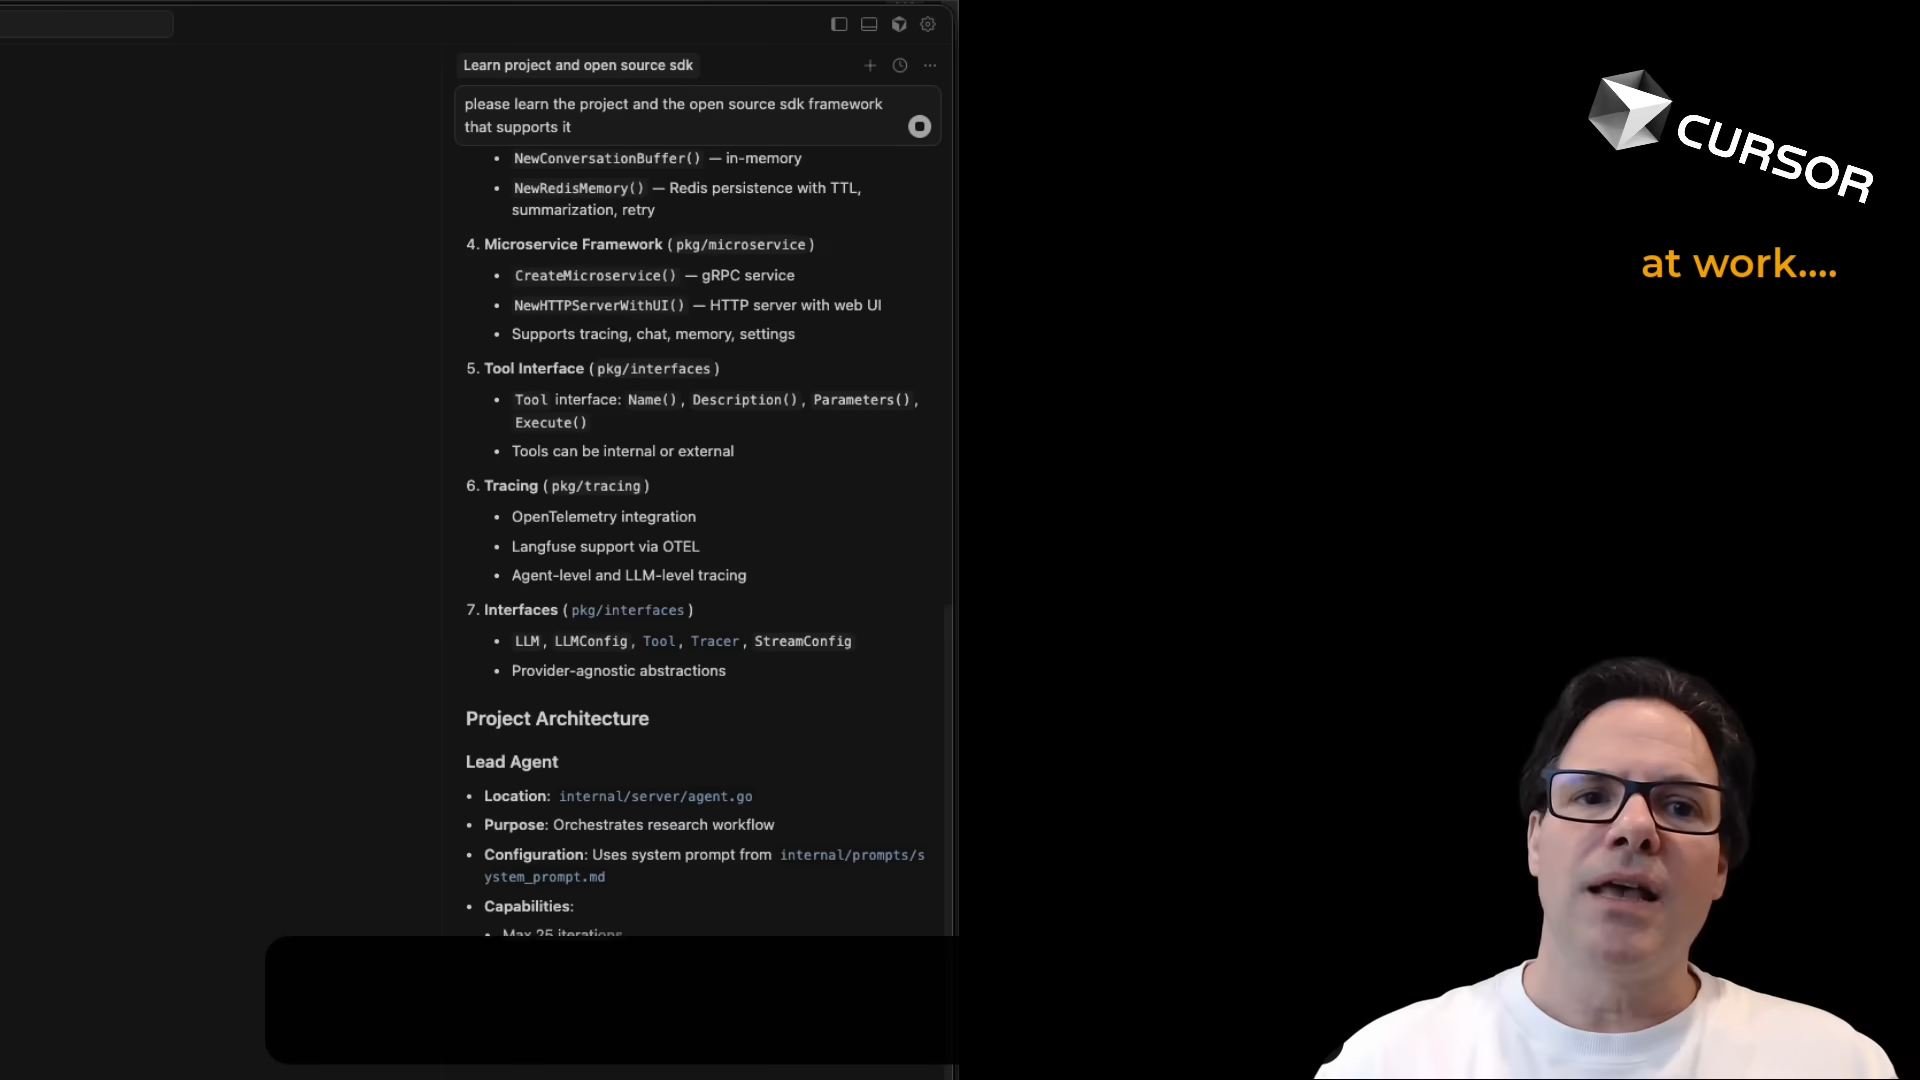 Learn project and open source sdk
please learn the project and the open source sdk framework
that supports it
• NewConversationBuffer() — in-memory
• NewRedisMemory() — Redis persistence with TTL,
summarization, retry
4. Microservice Framework (pkg/microservice)
• CreateMicroservice() — gRPC service
• NewHTTPServerWithUI() — HTTP server with web UI
• Supports tracing, chat, memory, settings
5. Tool Interface (pkg/interfaces)
• Tool interface: Name(), Description(), Parameters(),
Execute()
• Tools can be internal or external
6. Tracing (pkg/tracing)
• OpenTelemetry integration
• Langfuse support via OTEL
• Agent-level and LLM-level tracing
7. Interfaces (pkg/interfaces)
• LLM, LLMConfig, Tool, Tracer, StreamConfig
• Provider-agnostic abstractions
Project Architecture
Lead Agent
• Location: internal/server/agent.go
• Purpose: Orchestrates research workflow
• Configuration: Uses system prompt from internal/prompts/s
ystem_prompt.md
• Capabilities:
• Max 25 iterations
CURSOR
at work....